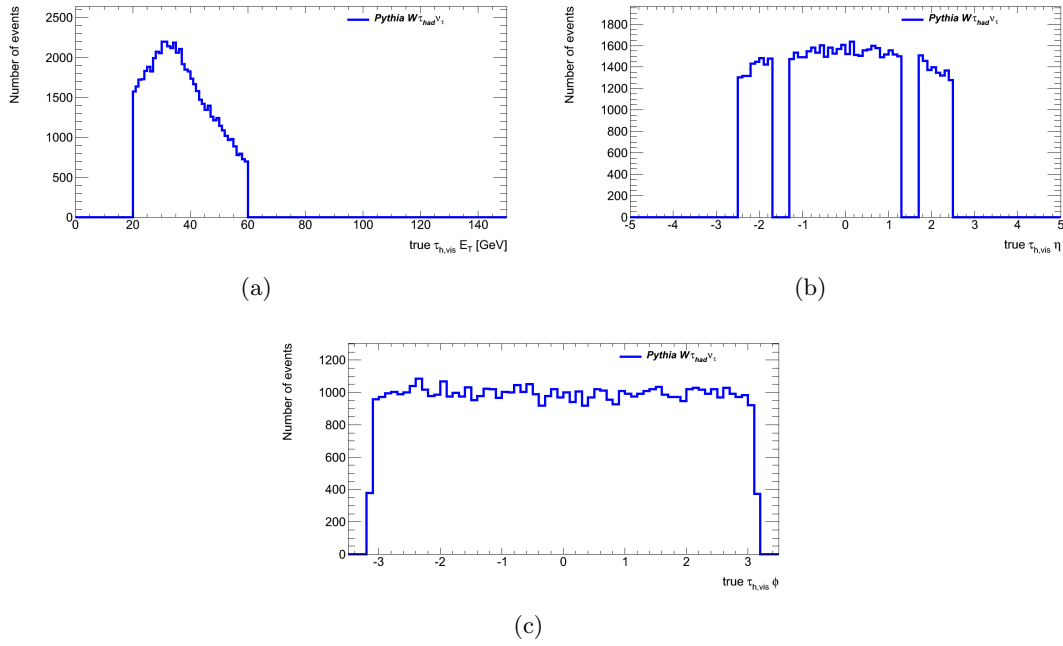 Number of events
Pythia Wτhadντ
2500
2000
1500
1000
500
0
0 20 40 60 80 100 120 140
true τh,vis ET [GeV]
(a)
Number of events
Pythia Wτhadντ
1800
1600
1400
1200
1000
800
600
400
200
0
-5 -4 -3 -2 -1 0 1 2 3 4 5
true τh,vis η
(b)
Number of events
Pythia Wτhadντ
1200
1000
800
600
400
200
0
-3 -2 -1 0 1 2 3
true τh,vis ϕ
(c)